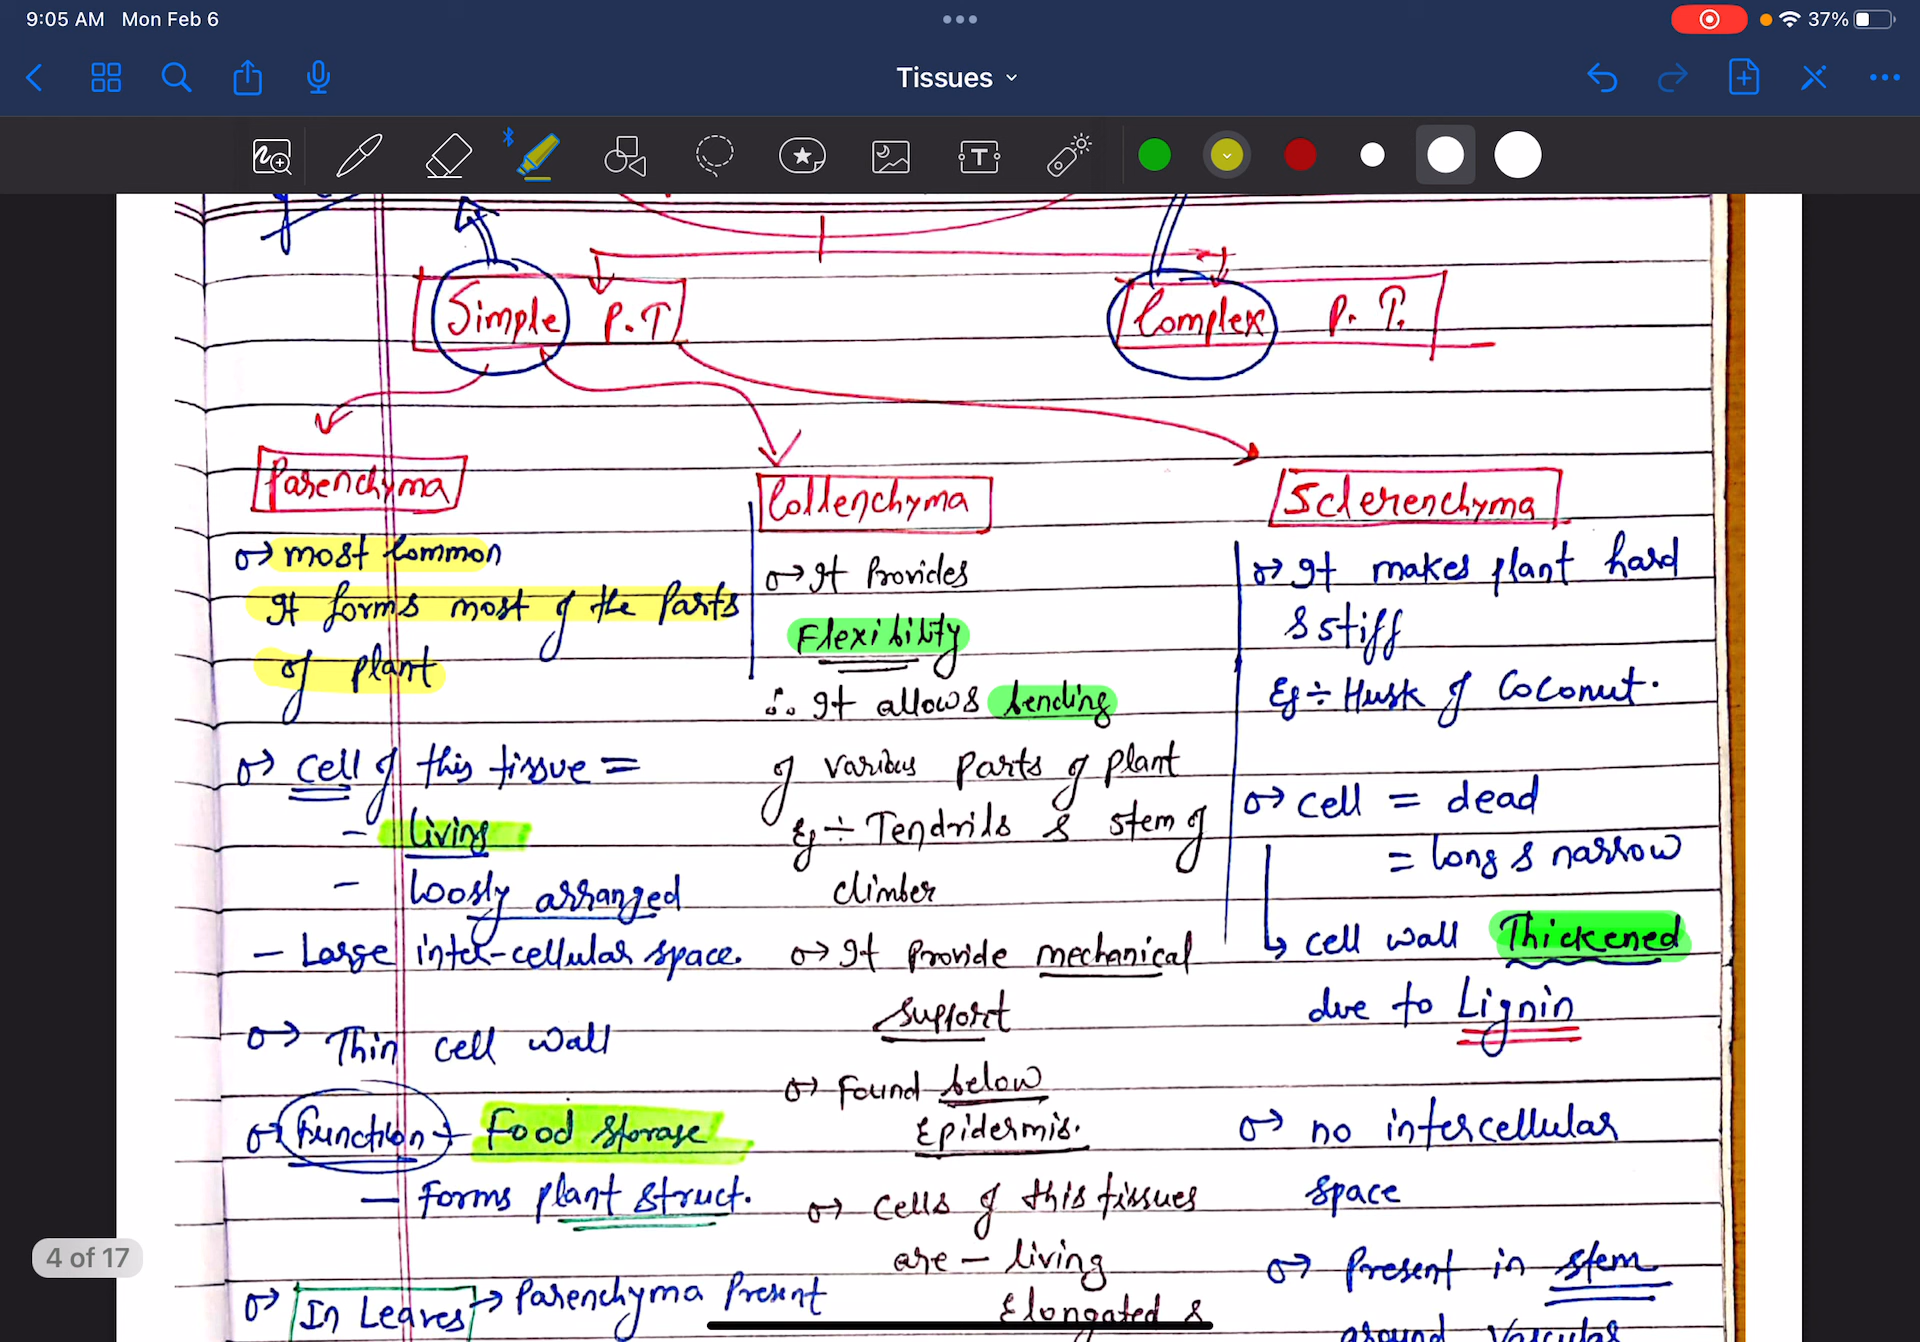 9:05 AM Mon Feb 6
37%
Tissues
Simple P.T
Complex P.T.
Parenchyma
Collenchyma
Sclerenchyma
most Common
It forms most of the Parts
of plant
Cell of this tissue =
- living
- loosly arranged
- Large inter-cellular space.
Thin cell wall
Function - Food Storage
- Forms plant struct.
In Leaves → Parenchyma Present
It Provides
Flexibility
∴ It allows bending
of various Parts of plant
Eg ÷ Tendrils & stem of
climber
It Provide mechanical
support
Found below
Epidermis.
Cells of this tissues
are - living
Elongated &
It makes plant hard
& stiff
Eg ÷ Husk of Coconut.
cell = dead
= long & narrow
cell wall Thickened
due to Lignin
no intercellular
space
Present in stem
around Vascular
4 of 17